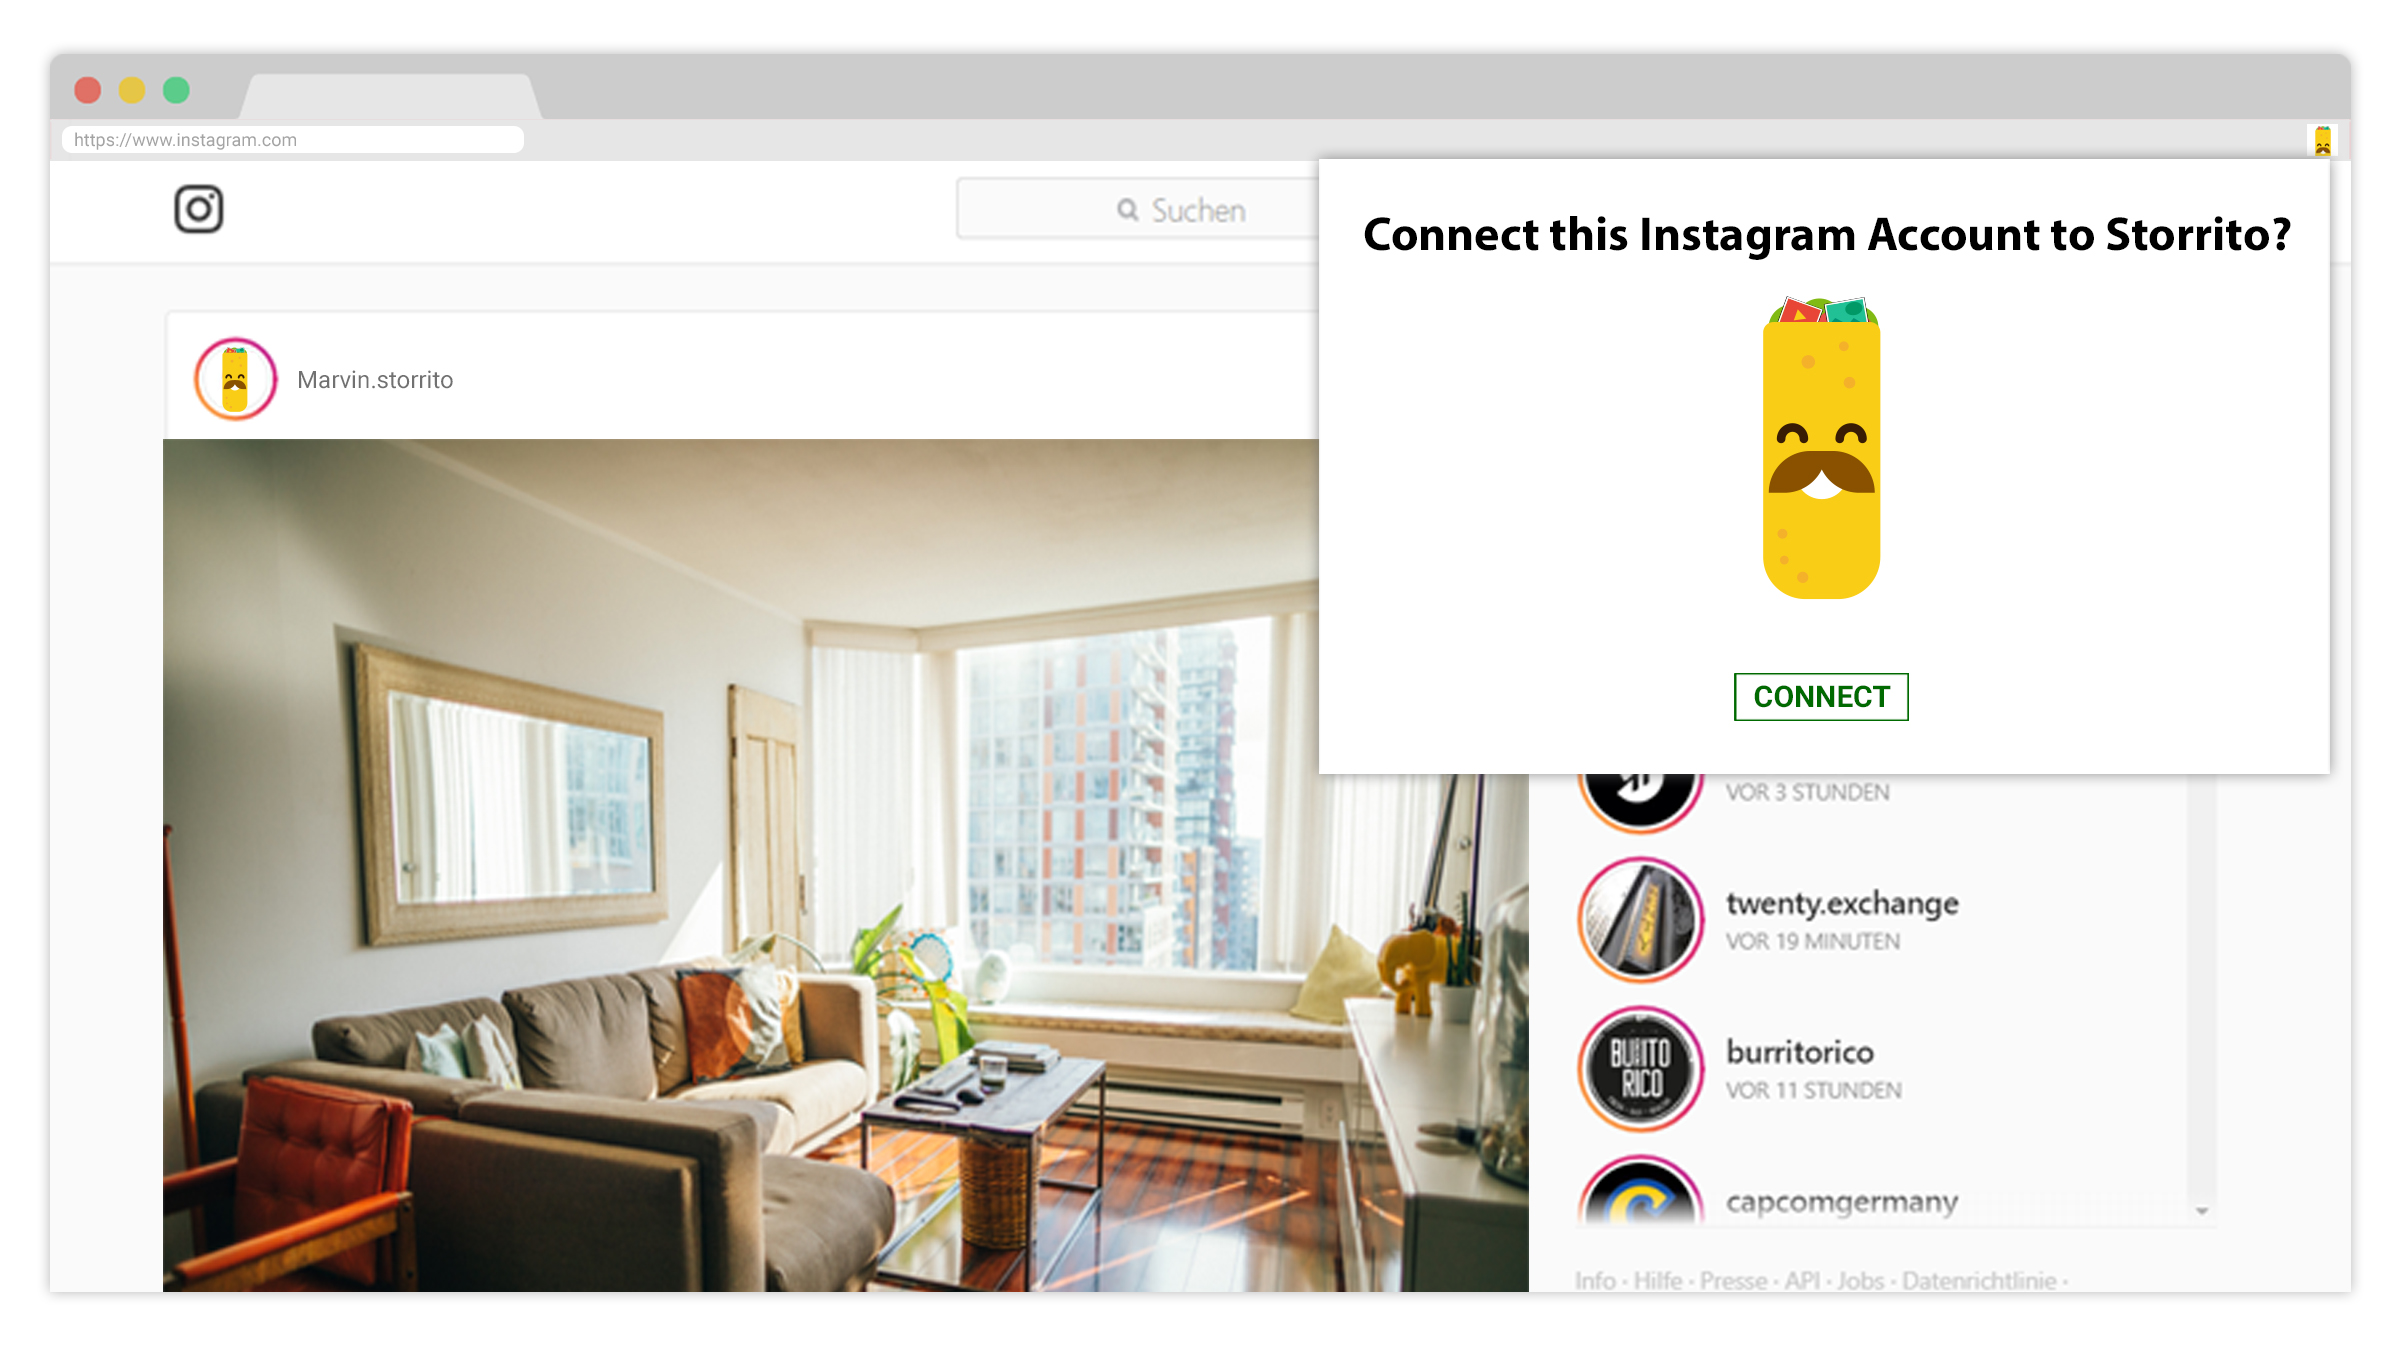 https://www.instagram.com
Suchen
Connect this Instagram Account to Storrito?
Marvin.storrito
CONNECT
VOR 3 STUNDEN
twenty.exchange
VOR 19 MINUTEN
BURRITO
RICO
burritorico
VOR 11 STUNDEN
capcomgermany
Info · Hilfe · Presse · API · Jobs · Datenrichtlinie ·